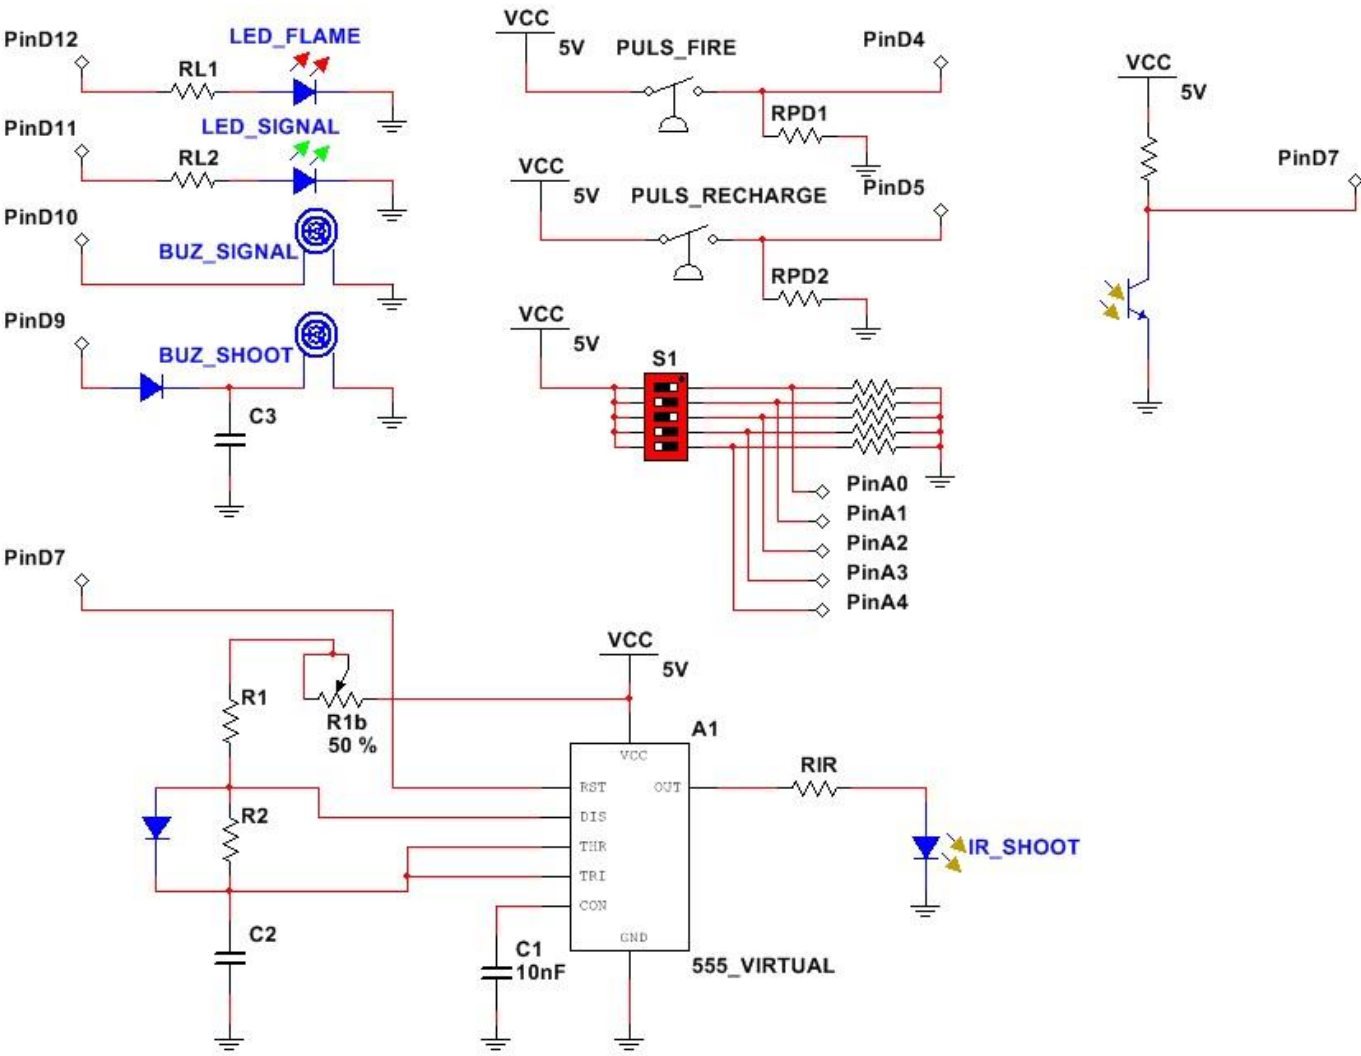 PinD12
LED_FLAME
RL1
PinD11
LED_SIGNAL
RL2
PinD10
BUZ_SIGNAL
PinD9
BUZ_SHOOT
C3
VCC
5V
PULS_FIRE
PinD4
RPD1
VCC
5V
PULS_RECHARGE
PinD5
RPD2
VCC
5V
S1
PinA0
PinA1
PinA2
PinA3
PinA4
VCC
5V
PinD7
PinD7
R1
R1b
50 %
R2
C2
VCC
5V
A1
VCC
RST
OUT
DIS
THR
TRI
CON
GND
555_VIRTUAL
C1
10nF
RIR
IR_SHOOT